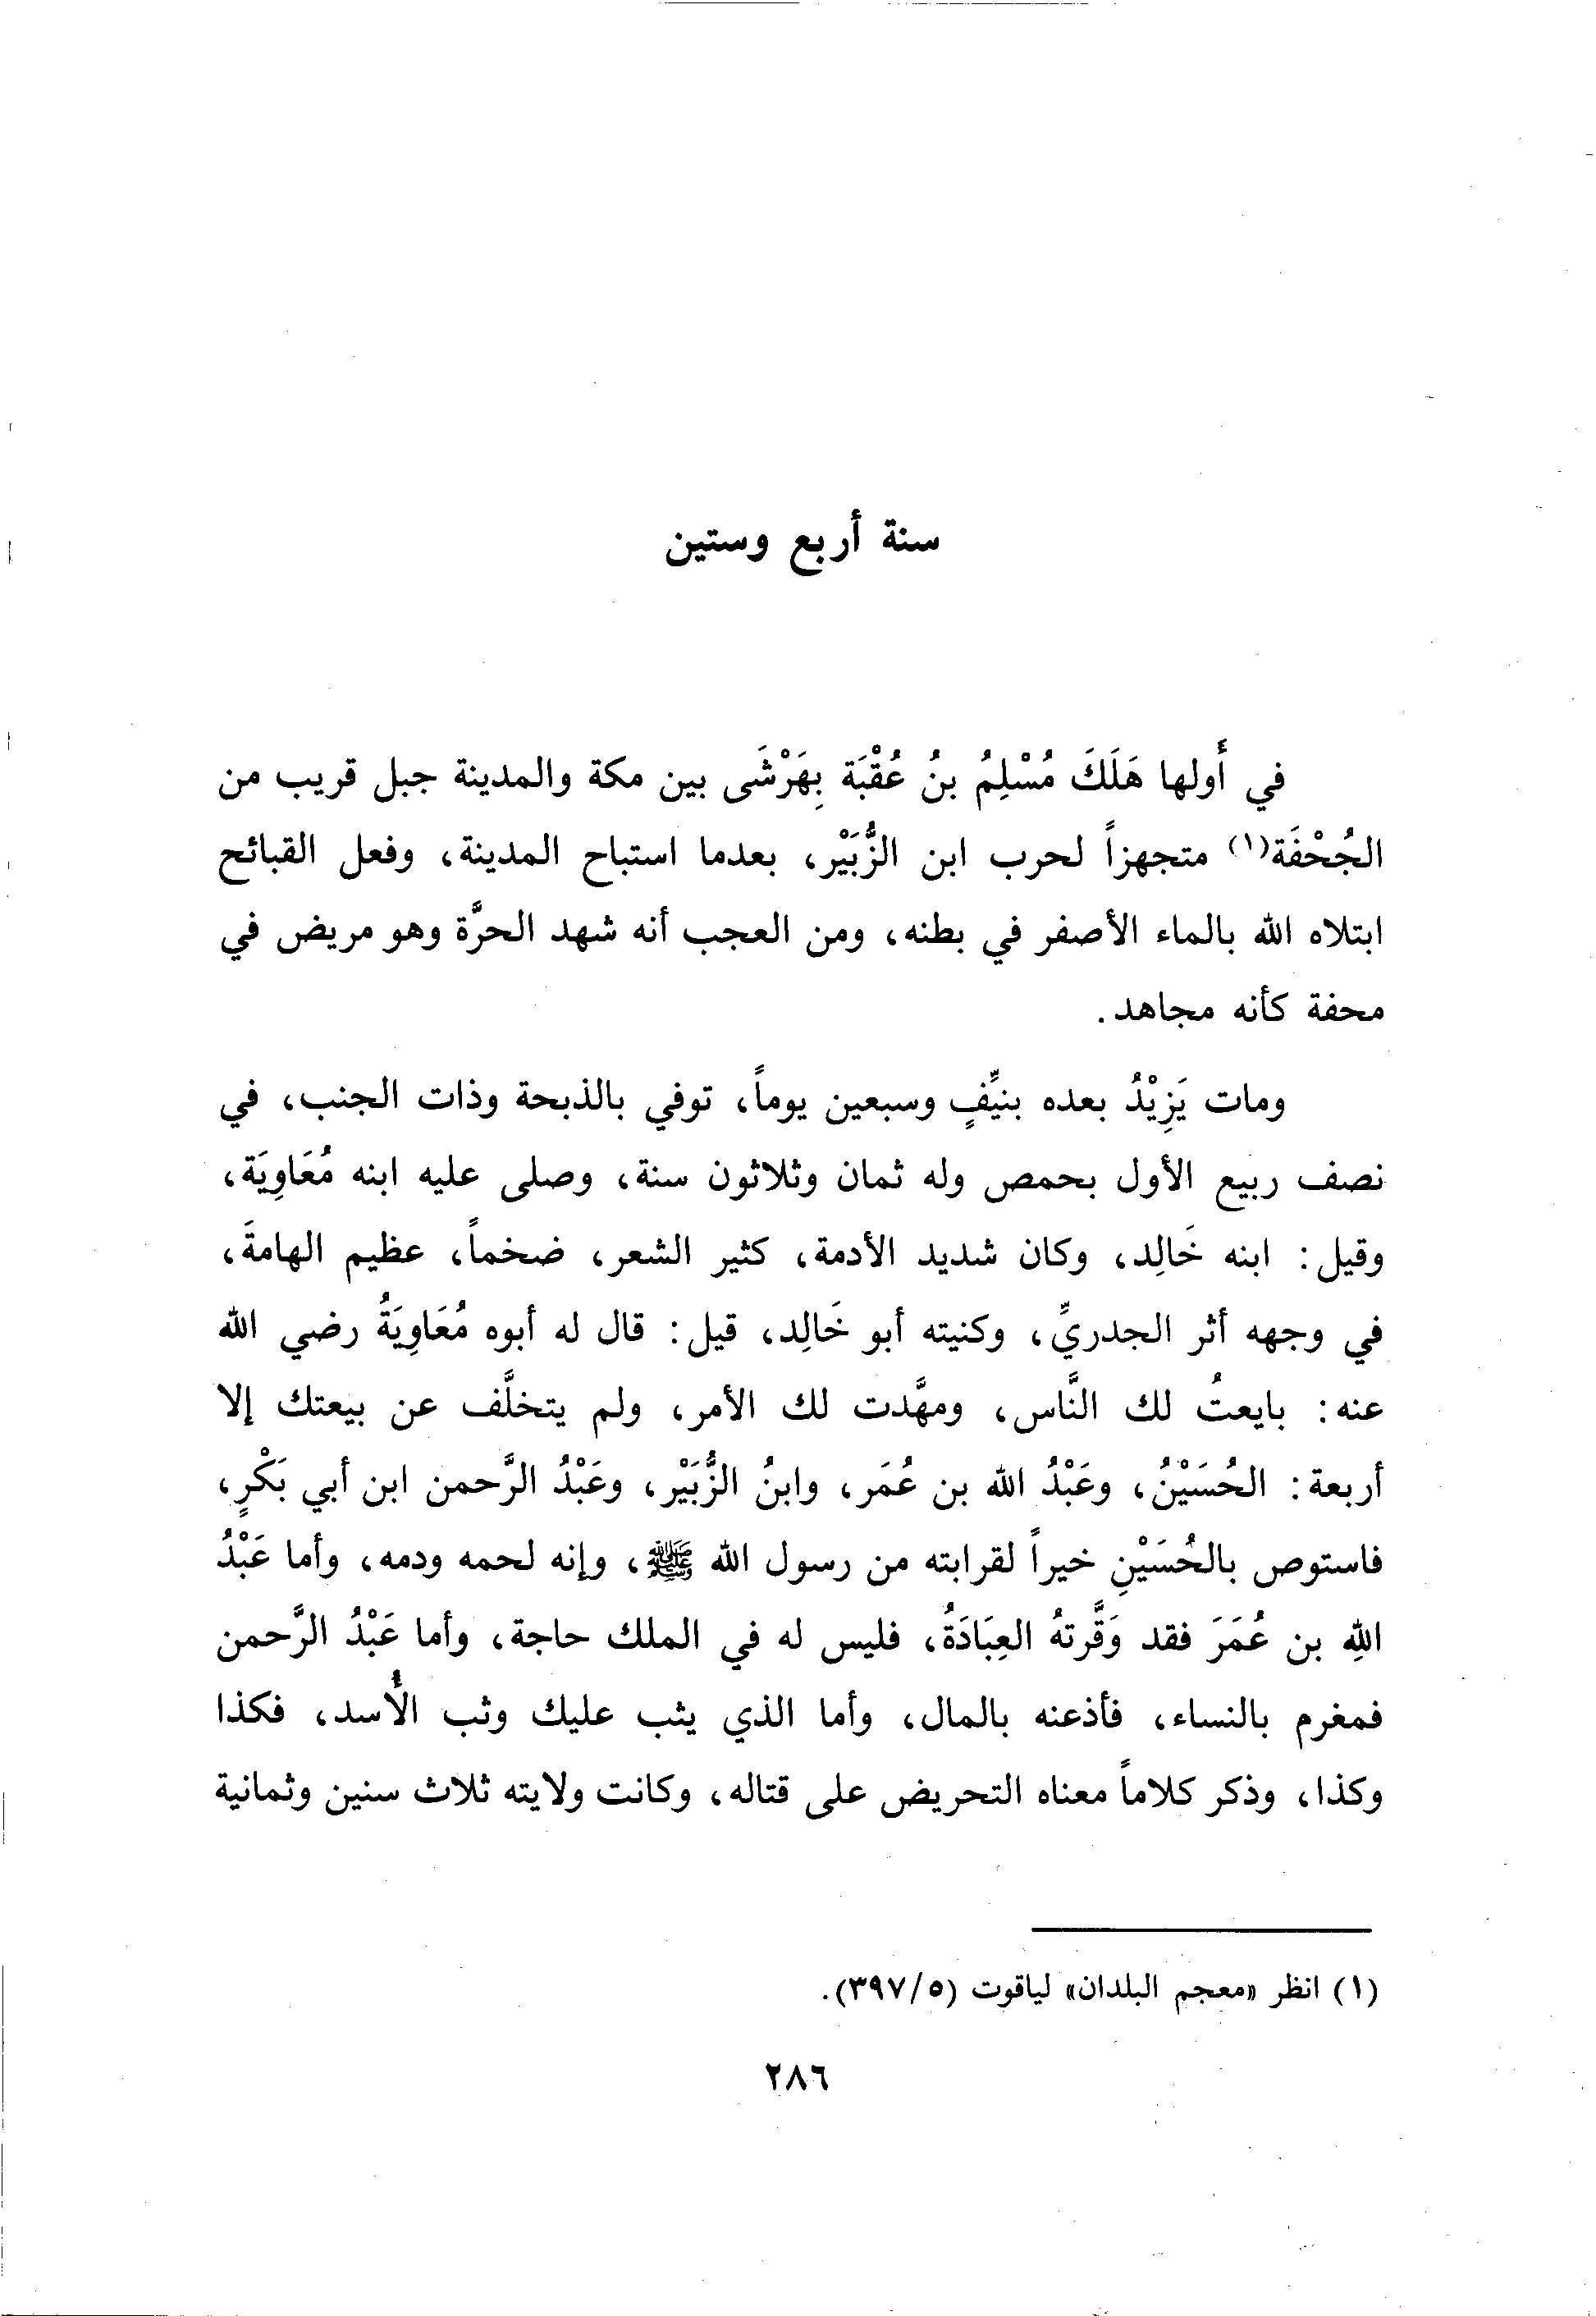 سنة أربع وستين
في أَولها هَلَكَ مُسْلِمُ بنُ عُقْبَة بِهَرْشَى بين مكة والمدينة جبل قريب من
الجُحْفَة(١) متجهزاً لحرب ابن الزُّبَيْر، بعدما استباح المدينة، وفعل القبائح
ابتلاه الله بالماء الأصفر في بطنه، ومن العجب أنه شهد الحرَّة وهو مريض في
محفة كأنه مجاهد.
ومات يَزِيْدُ بعده بنيِّفٍ وسبعين يوماً، توفي بالذبحة وذات الجنب، في
نصف ربيع الأول بحمص وله ثمان وثلاثون سنة، وصلى عليه ابنه مُعَاوِيَة،
وقيل: ابنه خَالِد، وكان شديد الأدمة، كثير الشعر، ضخماً، عظيم الهامةَ،
في وجهه أثر الجدريِّ، وكنيته أبو خَالِد، قيل: قال له أبوه مُعَاوِيَةُ رضي الله
عنه: بايعتُ لك النَّاس، ومهَّدت لك الأمر، ولم يتخلَّف عن بيعتك إلا
أربعة: الحُسَيْنُ، وعَبْدُ الله بن عُمَر، وابنُ الزُّبَيْر، وعَبْدُ الرَّحمن ابن أبي بَكْرٍ،
فاستوص بالحُسَيْنِ خيراً لقرابته من رسول الله ﷺ، وإنه لحمه ودمه، وأما عَبْدُ
اللهِ بن عُمَرَ فقد وَقَّرتهُ العِبَادَةُ، فليس له في الملك حاجة، وأما عَبْدُ الرَّحمن
فمغرم بالنساء، فأذعنه بالمال، وأما الذي يثب عليك وثب الأُسد، فكذا
وكذا، وذكر كلاماً معناه التحريض على قتاله، وكانت ولايته ثلاث سنين وثمانية
(١) انظر «معجم البلدان» لياقوت (٣٩٧/٥).
٢٨٦